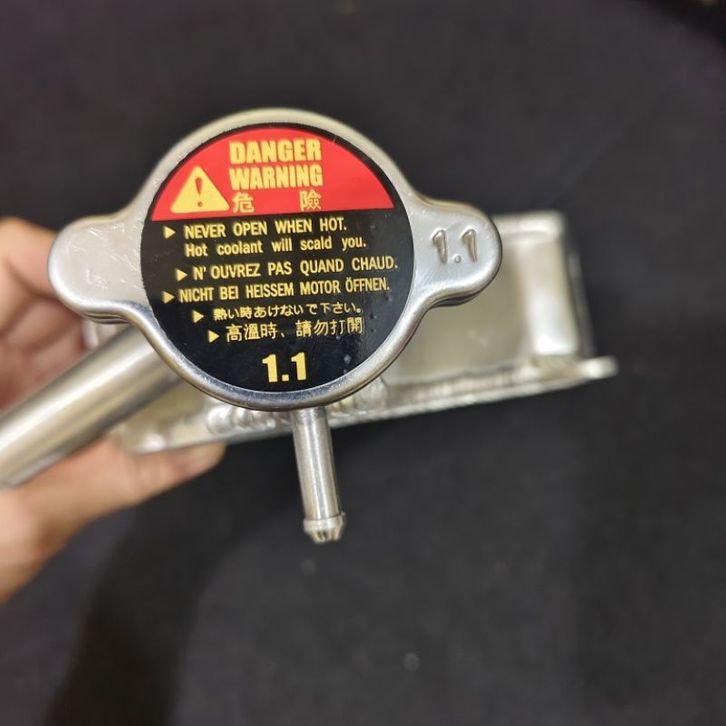 DANGER
WARNING
危 險
▶ NEVER OPEN WHEN HOT.
Hot coolant will scald you.
▶ N' OUVREZ PAS QUAND CHAUD.
▶ NICHT BEI HEISSEM MOTOR ÖFFNEN.
▶ 熱い時あけないで下さい。
▶ 高溫時、請勿打開
1.1
1.1